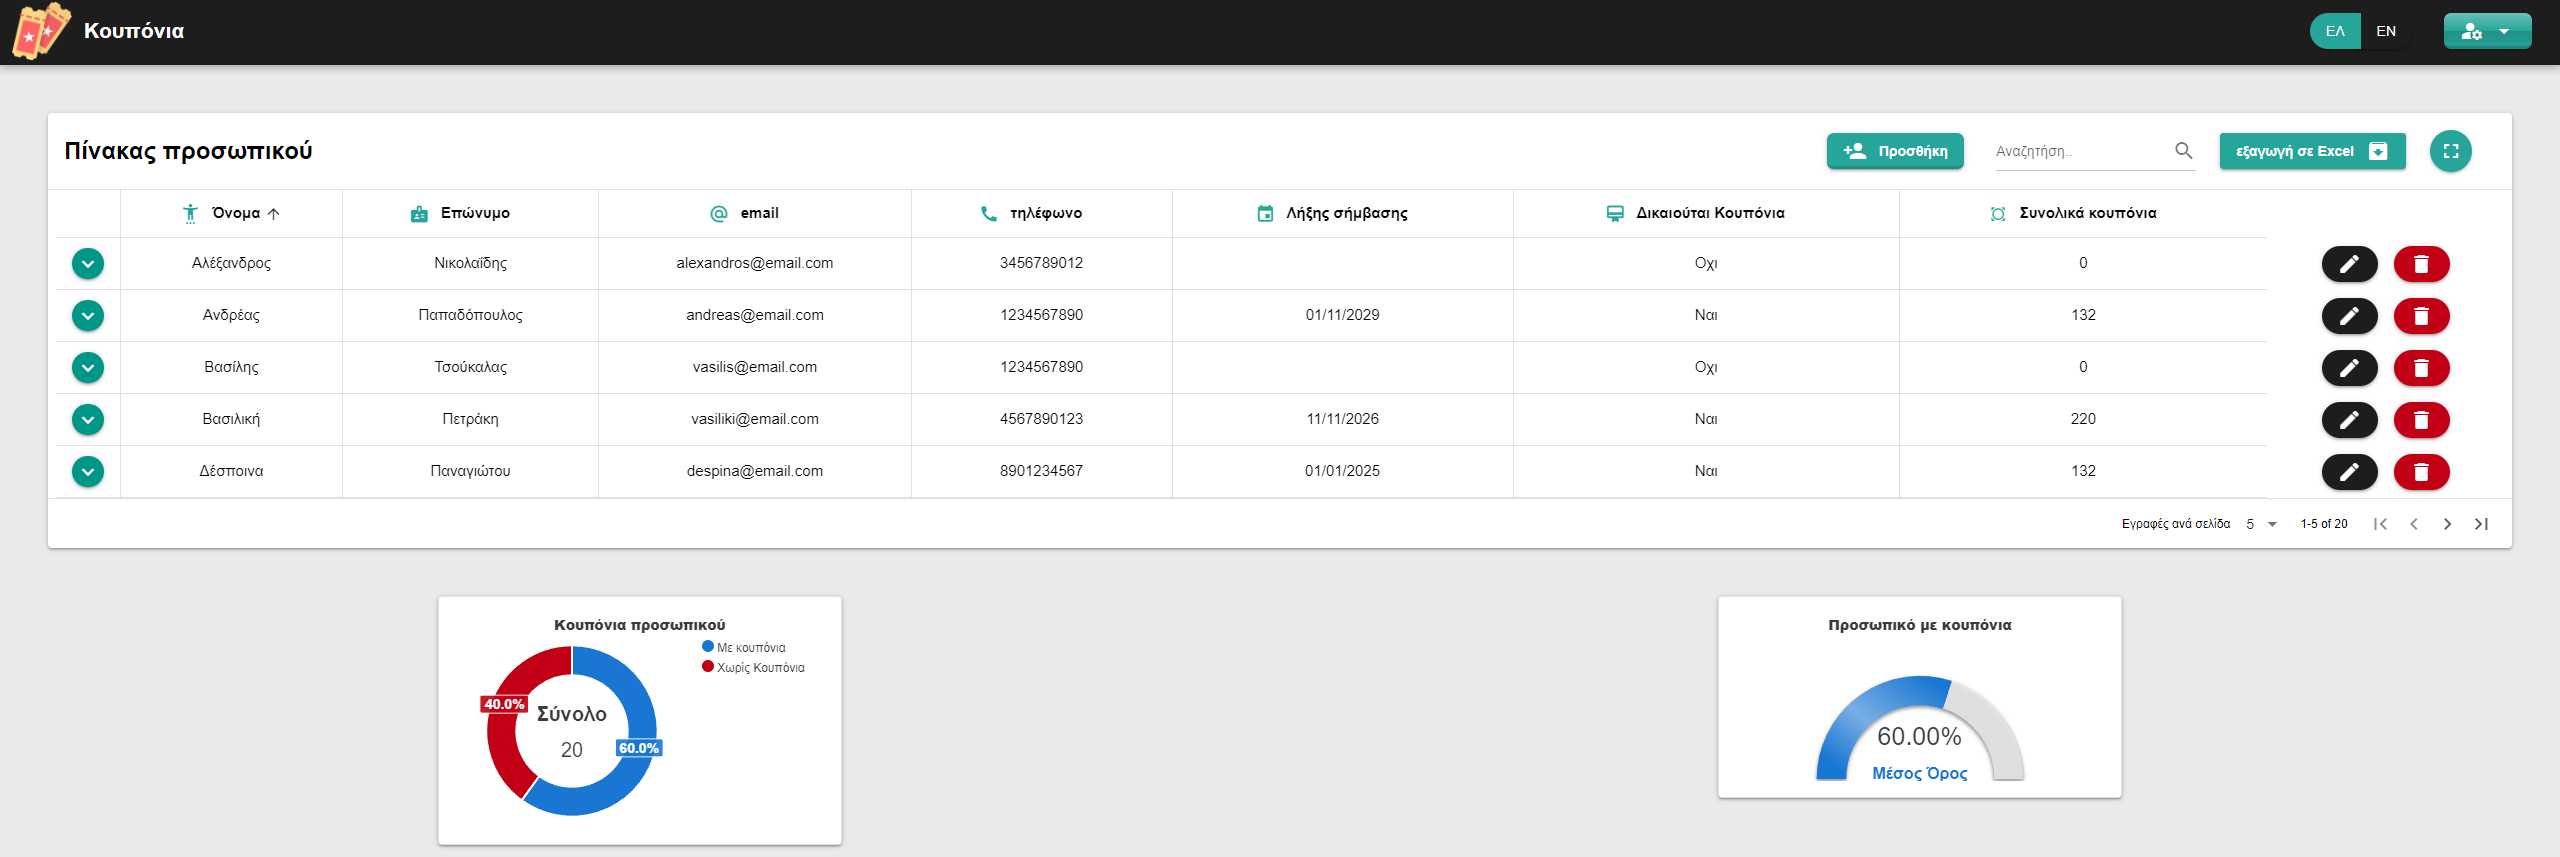 Κουπόνια
ΕΛ EN
Πίνακας προσωπικού
Προσθήκη Αναζητήση.. εξαγωγή σε Excel
Όνομα Επώνυμο email τηλέφωνο Λήξης σύμβασης Δικαιούται Κουπόνια Συνολικά κουπόνια
Αλέξανδρος Νικολαΐδης alexandros@email.com 3456789012 Οχι 0
Ανδρέας Παπαδόπουλος andreas@email.com 1234567890 01/11/2029 Ναι 132
Βασίλης Τσούκαλας vasilis@email.com 1234567890 Οχι 0
Βασιλική Πετράκη vasiliki@email.com 4567890123 11/11/2026 Ναι 220
Δέσποινα Παναγιώτου despina@email.com 8901234567 01/01/2025 Ναι 132
Εγραφές ανά σελίδα 5 1-5 of 20
Κουπόνια προσωπικού
Με κουπόνια
Χωρίς Κουπόνια
40.0%
Σύνολο
20
60.0%
Προσωπικό με κουπόνια
60.00%
Μέσος Όρος